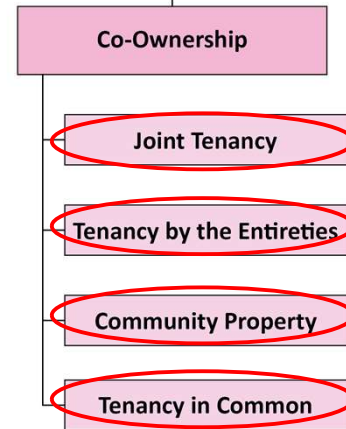 Co-Ownership
Joint Tenancy
Tenancy by the Entireties
Community Property
Tenancy in Common